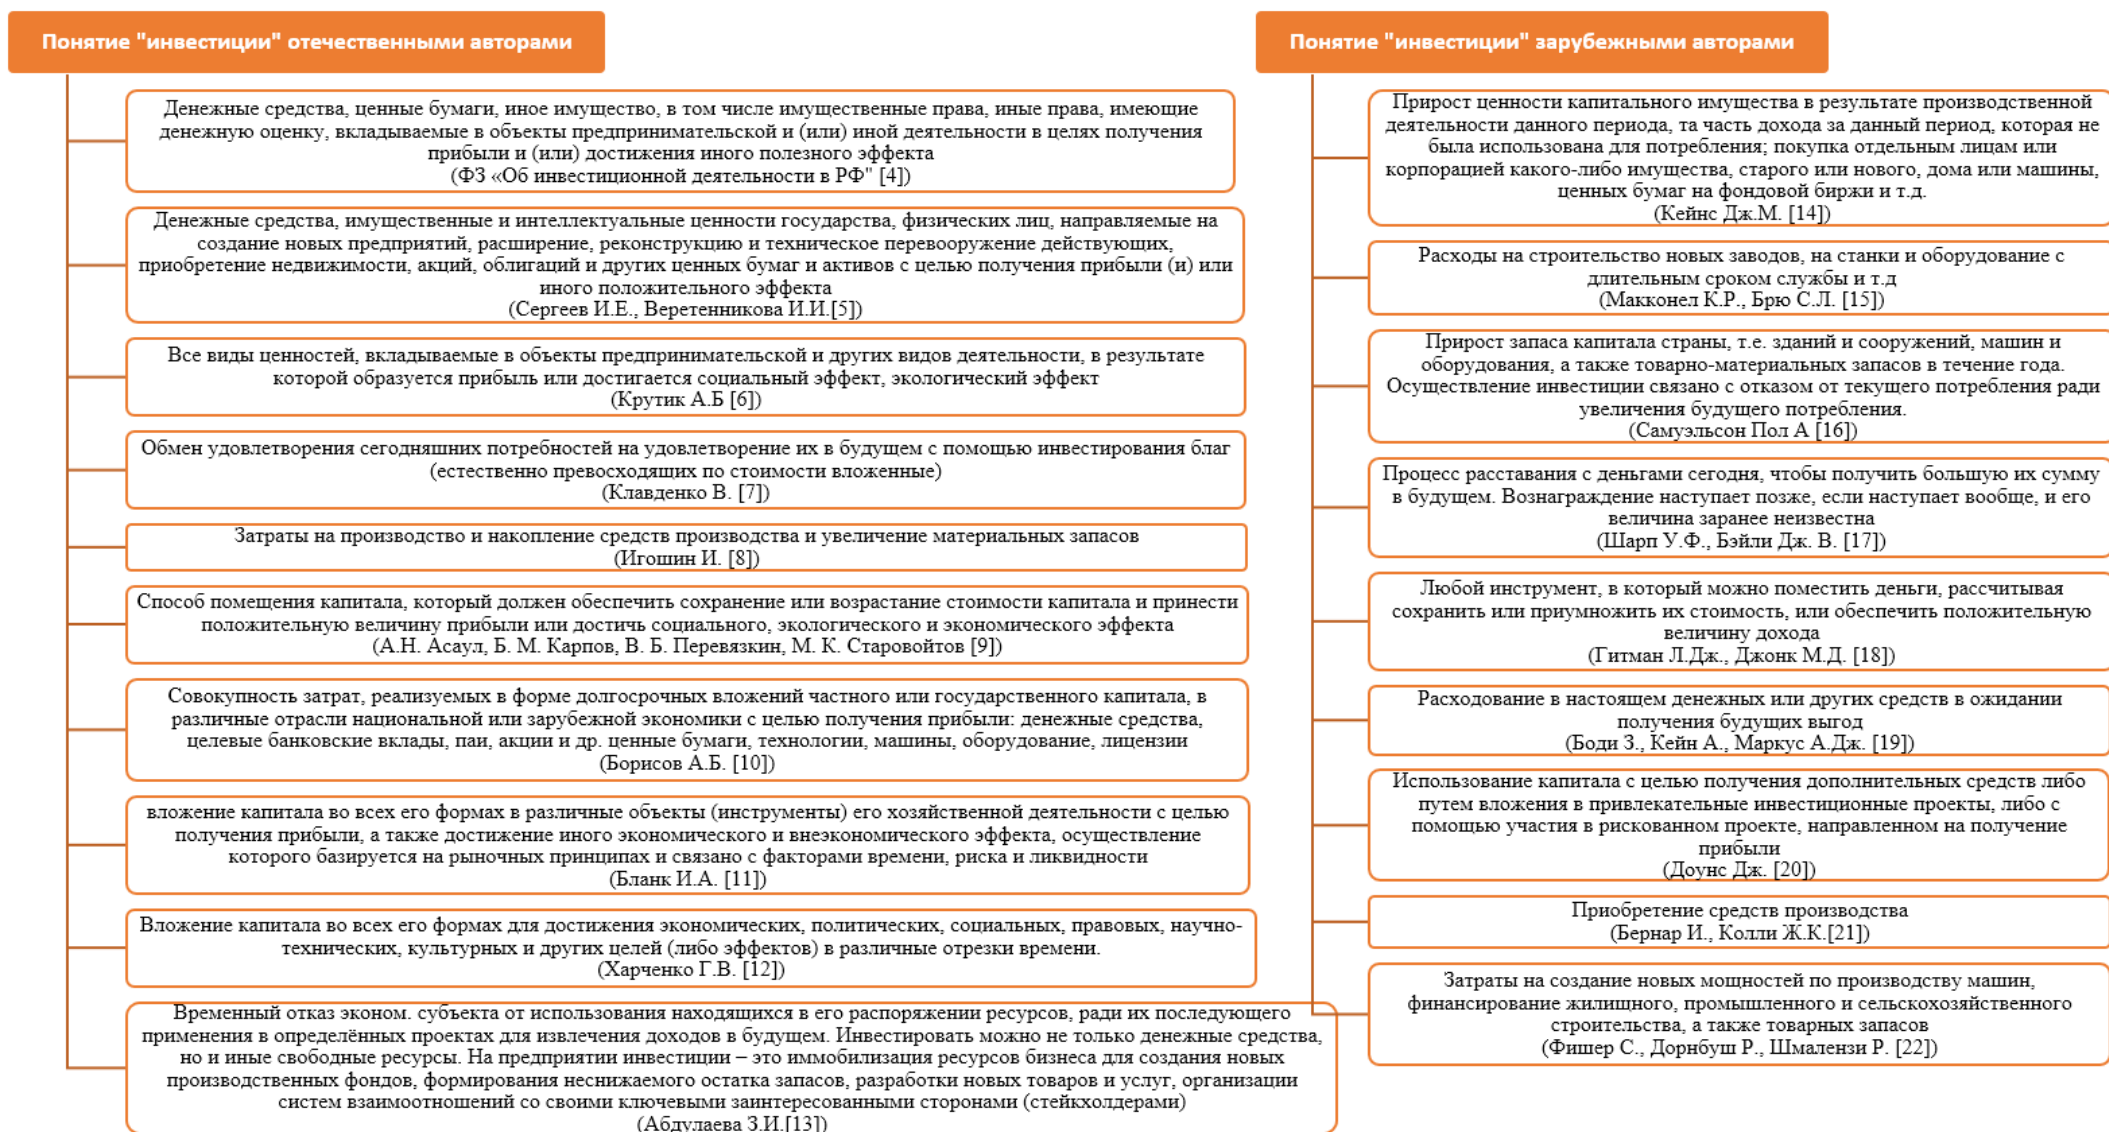 Понятие "инвестиции" отечественными авторами
Денежные средства, ценные бумаги, иное имущество, в том числе имущественные права, иные права, имеющие
денежную оценку, вкладываемые в объекты предпринимательской и (или) иной деятельности в целях получения
прибыли и (или) достижения иного полезного эффекта
(ФЗ «Об инвестиционной деятельности в РФ" [4])
Денежные средства, имущественные и интеллектуальные ценности государства, физических лиц, направляемые на
создание новых предприятий, расширение, реконструкцию и техническое перевооружение действующих,
приобретение недвижимости, акций, облигаций и других ценных бумаг и активов с целью получения прибыли (и) или
иного положительного эффекта
(Сергеев И.Е., Веретенникова И.И.[5])
Все виды ценностей, вкладываемые в объекты предпринимательской и других видов деятельности, в результате
которой образуется прибыль или достигается социальный эффект, экологический эффект
(Крутик А.Б [6])
Обмен удовлетворения сегодняшних потребностей на удовлетворение их в будущем с помощью инвестирования благ
(естественно превосходящих по стоимости вложенные)
(Клавденко В. [7])
Затраты на производство и накопление средств производства и увеличение материальных запасов
(Игошин И. [8])
Способ помещения капитала, который должен обеспечить сохранение или возрастание стоимости капитала и принести
положительную величину прибыли или достичь социального, экологического и экономического эффекта
(А.Н. Асаул, Б. М. Карпов, В. Б. Перевязкин, М. К. Старовойтов [9])
Совокупность затрат, реализуемых в форме долгосрочных вложений частного или государственного капитала, в
различные отрасли национальной или зарубежной экономики с целью получения прибыли: денежные средства,
целевые банковские вклады, паи, акции и др. ценные бумаги, технологии, машины, оборудование, лицензии
(Борисов А.Б. [10])
вложение капитала во всех его формах в различные объекты (инструменты) его хозяйственной деятельности с целью
получения прибыли, а также достижение иного экономического и внеэкономического эффекта, осуществление
которого базируется на рыночных принципах и связано с факторами времени, риска и ликвидности
(Бланк И.А. [11])
Вложение капитала во всех его формах для достижения экономических, политических, социальных, правовых, научно-
технических, культурных и других целей (либо эффектов) в различные отрезки времени.
(Харченко Г.В. [12])
Временный отказ эконом. субъекта от использования находящихся в его распоряжении ресурсов, ради их последующего
применения в определённых проектах для извлечения доходов в будущем. Инвестировать можно не только денежные средства,
но и иные свободные ресурсы. На предприятии инвестиции – это иммобилизация ресурсов бизнеса для создания новых
производственных фондов, формирования неснижаемого остатка запасов, разработки новых товаров и услуг, организации
систем взаимоотношений со своими ключевыми заинтересованными сторонами (стейкхолдерами)
(Абдулаева З.И.[13])
Понятие "инвестиции" зарубежными авторами
Прирост ценности капитального имущества в результате производственной
деятельности данного периода, та часть дохода за данный период, которая не
была использована для потребления; покупка отдельным лицам или
корпорацией какого-либо имущества, старого или нового, дома или машины,
ценных бумаг на фондовой биржи и т.д.
(Кейнс Дж.М. [14])
Расходы на строительство новых заводов, на станки и оборудование с
длительным сроком службы и т.д
(Макконел К.Р., Брю С.Л. [15])
Прирост запаса капитала страны, т.е. зданий и сооружений, машин и
оборудования, а также товарно-материальных запасов в течение года.
Осуществление инвестиции связано с отказом от текущего потребления ради
увеличения будущего потребления.
(Самуэльсон Пол А [16])
Процесс расставания с деньгами сегодня, чтобы получить большую их сумму
в будущем. Вознаграждение наступает позже, если наступает вообще, и его
величина заранее неизвестна
(Шарп У.Ф., Бэйли Дж. В. [17])
Любой инструмент, в который можно поместить деньги, рассчитывая
сохранить или приумножить их стоимость, или обеспечить положительную
величину дохода
(Гитман Л.Дж., Джонк М.Д. [18])
Расходование в настоящем денежных или других средств в ожидании
получения будущих выгод
(Боди З., Кейн А., Маркус А.Дж. [19])
Использование капитала с целью получения дополнительных средств либо
путем вложения в привлекательные инвестиционные проекты, либо с
помощью участия в рискованном проекте, направленном на получение
прибыли
(Доунс Дж. [20])
Приобретение средств производства
(Бернар И., Колли Ж.К.[21])
Затраты на создание новых мощностей по производству машин,
финансирование жилищного, промышленного и сельскохозяйственного
строительства, а также товарных запасов
(Фишер С., Дорнбуш Р., Шмалензи Р. [22])